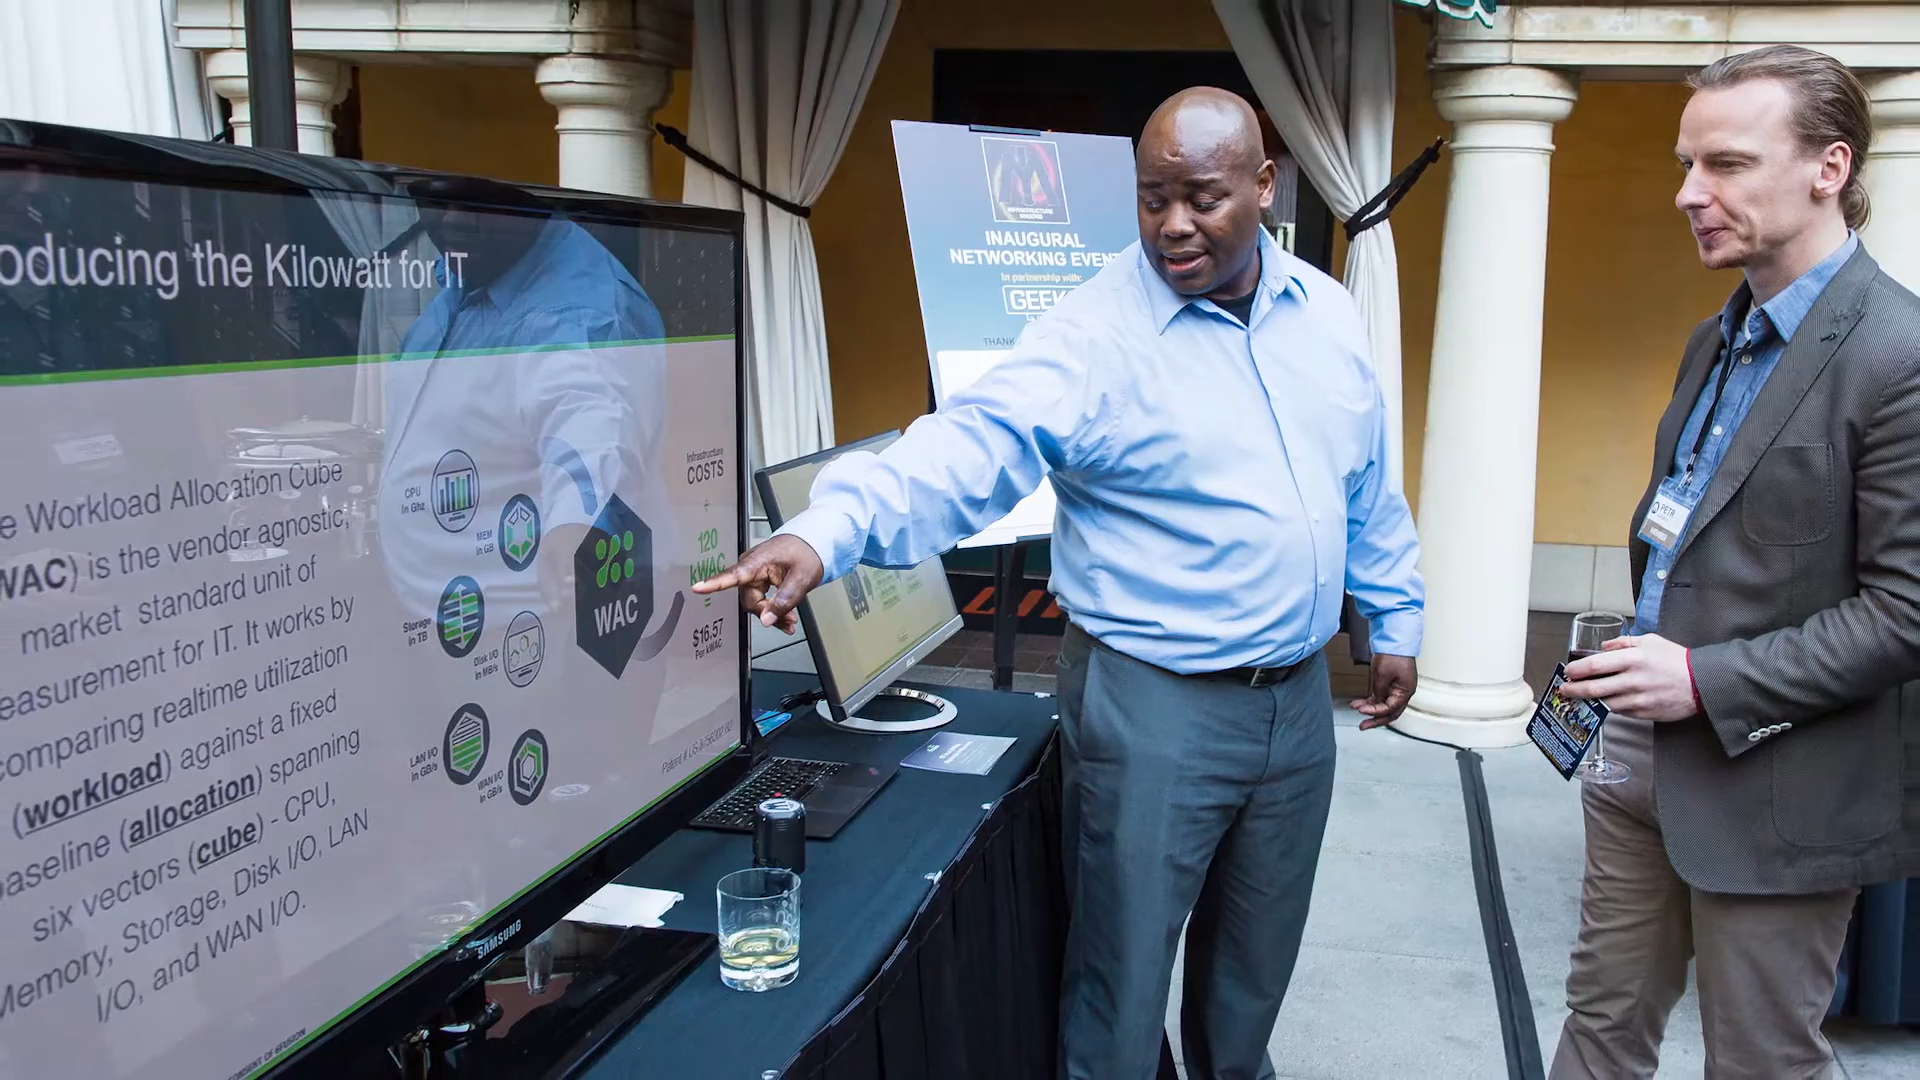 oducing the Kilowatt for IT
e Workload Allocation Cube
WAC) is the vendor agnostic,
market standard unit of
easurement for IT. It works by
comparing realtime utilization
(workload) against a fixed
baseline (allocation) spanning
six vectors (cube) - CPU,
Memory, Storage, Disk I/O, LAN
I/O, and WAN I/O.
CPU
in Ghz
MEM
in GB
Storage
in TB
Disk I/O
in MB/s
LAN I/O
in GB/s
WAN I/O
in GB/s
WAC
Infrastructure
COSTS
÷
120
kWAC
=
$16.57
Per kWAC
SAMSUNG
M
INFRASTRUCTURE
MASONS
INAUGURAL
NETWORKING EVENT
In partnership with:
GEEK
THANK
PETR